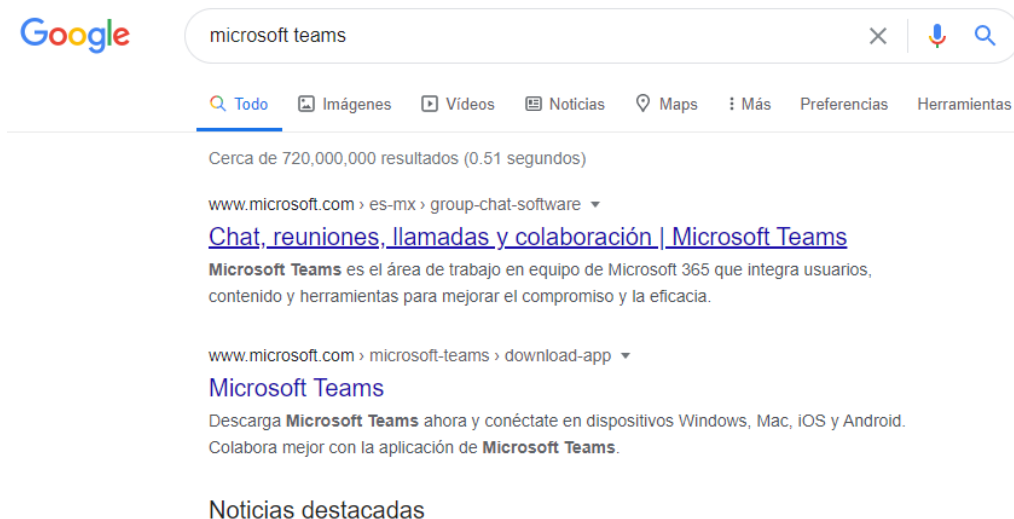 Google
microsoft teams
Todo Imágenes Vídeos Noticias Maps Más Preferencias Herramientas
Cerca de 720,000,000 resultados (0.51 segundos)
www.microsoft.com › es-mx › group-chat-software
Chat, reuniones, llamadas y colaboración | Microsoft Teams
Microsoft Teams es el área de trabajo en equipo de Microsoft 365 que integra usuarios,
contenido y herramientas para mejorar el compromiso y la eficacia.
www.microsoft.com › microsoft-teams › download-app
Microsoft Teams
Descarga Microsoft Teams ahora y conéctate en dispositivos Windows, Mac, iOS y Android.
Colabora mejor con la aplicación de Microsoft Teams.
Noticias destacadas